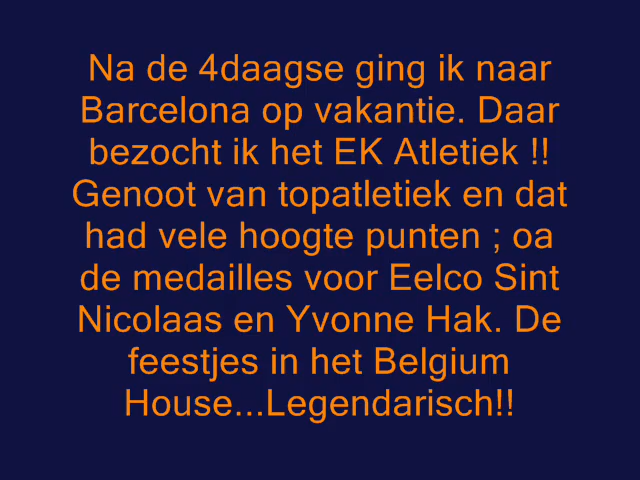 Na de 4daagse ging ik naar
Barcelona op vakantie. Daar
bezocht ik het EK Atletiek !!
Genoot van topatletiek en dat
had vele hoogte punten ; oa
de medailles voor Eelco Sint
Nicolaas en Yvonne Hak. De
feestjes in het Belgium
House...Legendarisch!!